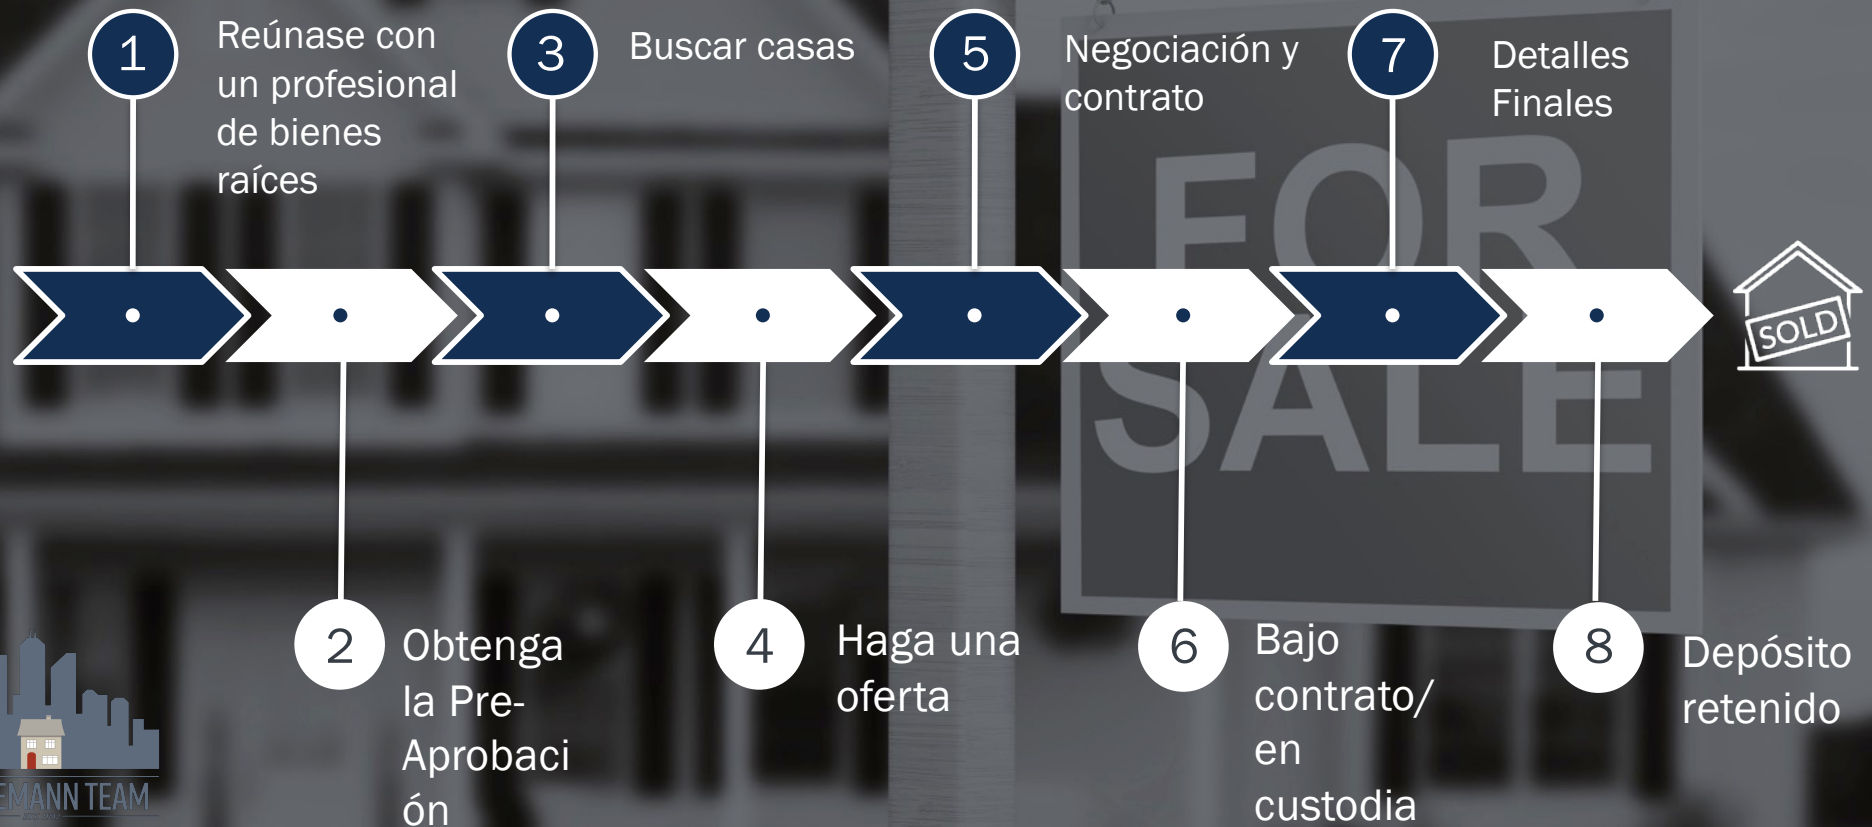 1
Reúnase con
un profesional
de bienes
raíces
3
Buscar casas
5
Negociación y
contrato
7
Detalles
Finales
FOR
SALE
SOLD
2
Obtenga
la Pre-
Aprobaci
ón
4
Haga una
oferta
6
Bajo
contrato/
en
custodia
8
Depósito
retenido
EMANN TEAM